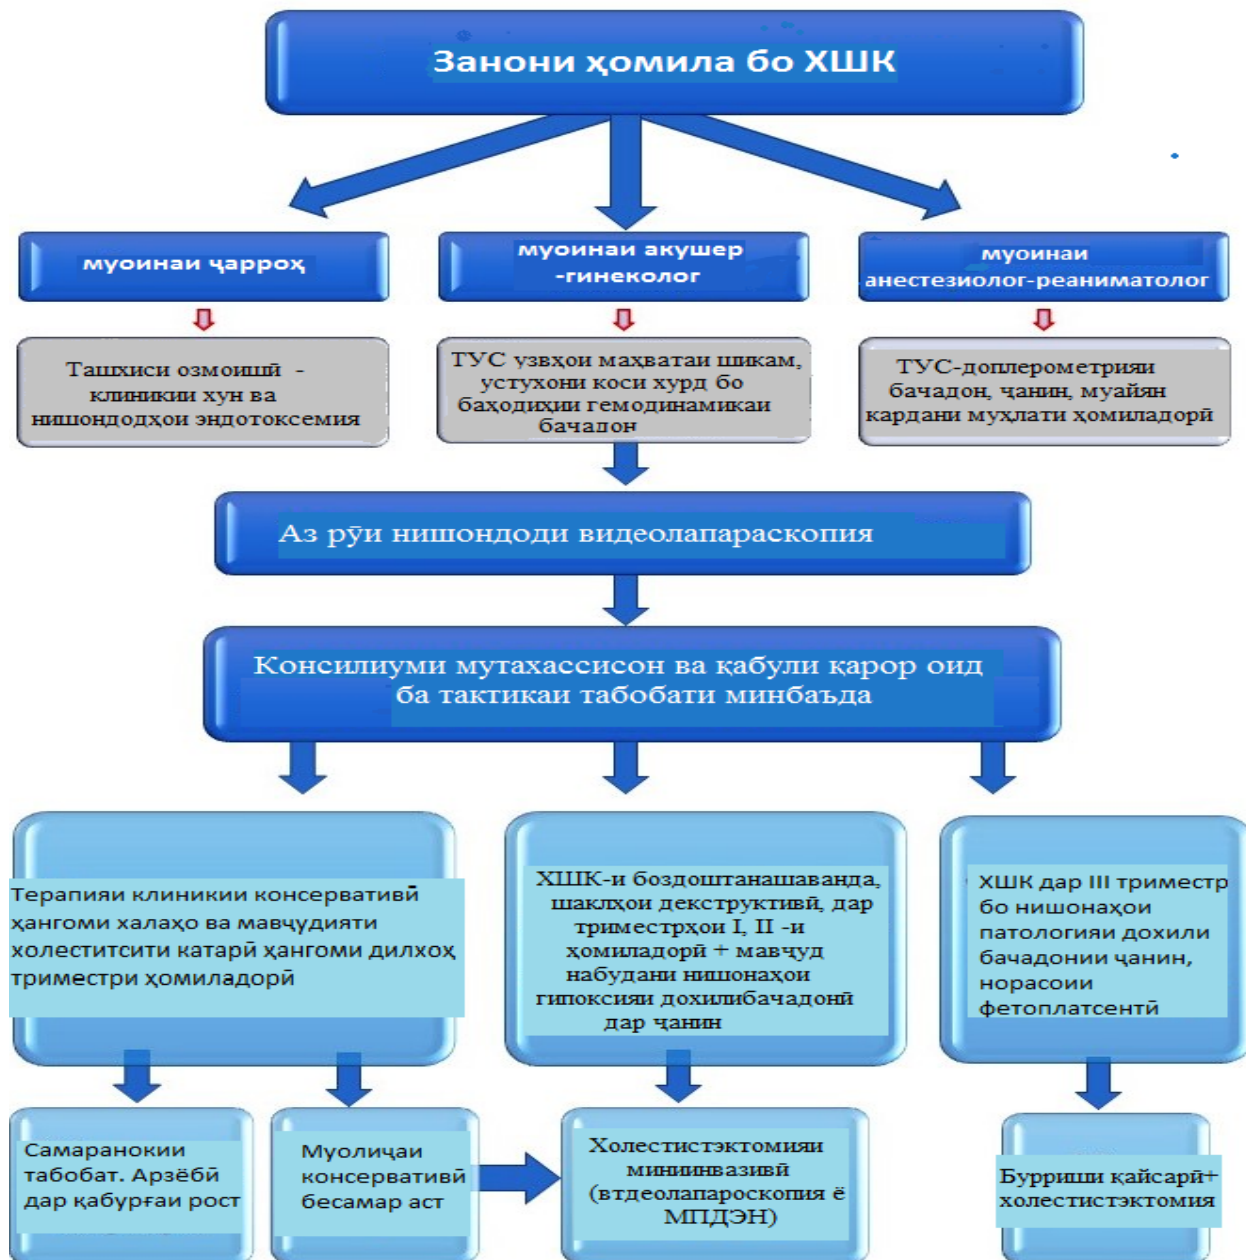 Занони ҳомила бо ХШК
муоинаи ҷарроҳ
муоинаи акушер
-гинеколог
муоинаи
анестезиолог-реаниматолог
Ташхиси озмоишӣ -
клиникии хун ва
нишондодҳои эндотоксемия
ТУС узвҳои маҳватаи шикам,
устухони коси хурд бо
баҳодиҳии гемодинамикаи
бачадон
ТУС-доплерометрияи
бачадон, ҷанин, муайян
кардани муҳлати ҳомиладорӣ
Аз рӯи нишондоди видеолапараскопия
Консилиуми мутахассисон ва қабули қарор оид
ба тактикаи табобати минбаъда
Терапияи клиникии консервативӣ
ҳангоми халаҳо ва мавҷудияти
холеститсити катарӣ ҳангоми дилхоҳ
триместри ҳомиладорӣ
ХШК-и боздоштанашаванда,
шаклҳои декструктивӣ, дар
триместрҳои I, II -и
ҳомиладорӣ + мавҷуд
набудани нишонаҳои
гипоксияи дохилибачадонӣ
дар ҷанин
ХШК дар III триместр
бо нишонаҳои
патологияи дохили
бачадонии ҷанин,
норасоии
фетоплатсентӣ
Самаранокии
табобат. Арзёбӣ
дар қабурғаи рост
Муолиҷаи
консервативӣ
бесамар аст
Холестистэктомияи
миниинвазивӣ
(втдеолапароскопия ё
МПДЭН)
Бурриши қайсарӣ+
холестистэктомия